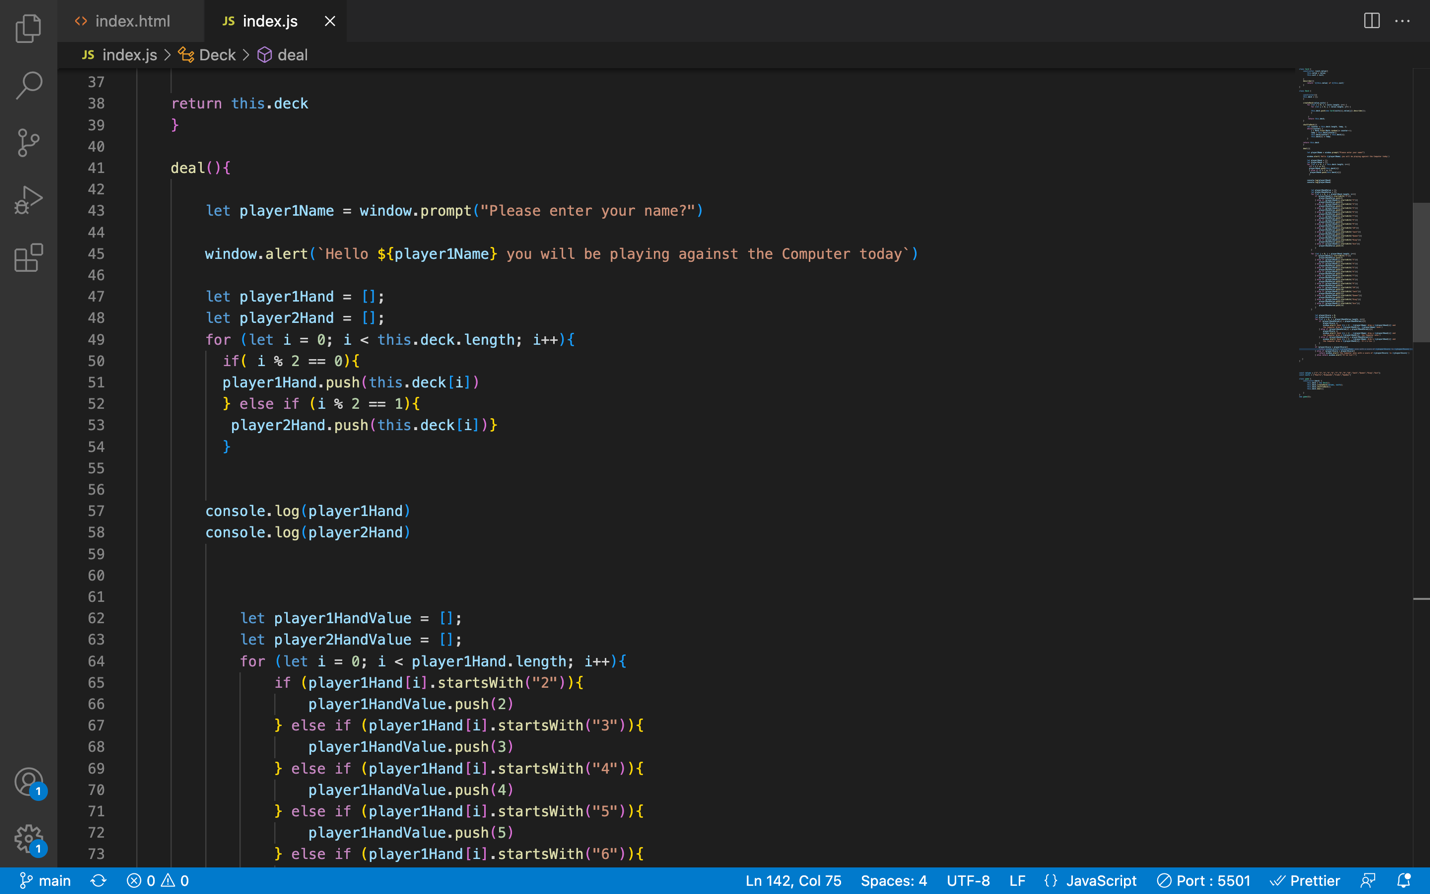 <> index.html JS index.js ×
JS index.js > Deck > deal
37
38 return this.deck
39 }
40
41 deal(){
42
43 let player1Name = window.prompt("Please enter your name?")
44
45 window.alert(`Hello ${player1Name} you will be playing against the Computer today`)
46
47 let player1Hand = [];
48 let player2Hand = [];
49 for (let i = 0; i < this.deck.length; i++){
50 if( i % 2 == 0){
51 player1Hand.push(this.deck[i])
52 } else if (i % 2 == 1){
53 player2Hand.push(this.deck[i])}
54 }
55
56
57 console.log(player1Hand)
58 console.log(player2Hand)
59
60
61
62 let player1HandValue = [];
63 let player2HandValue = [];
64 for (let i = 0; i < player1Hand.length; i++){
65 if (player1Hand[i].startsWith("2")){
66 player1HandValue.push(2)
67 } else if (player1Hand[i].startsWith("3")){
68 player1HandValue.push(3)
69 } else if (player1Hand[i].startsWith("4")){
70 player1HandValue.push(4)
71 } else if (player1Hand[i].startsWith("5")){
72 player1HandValue.push(5)
73 } else if (player1Hand[i].startsWith("6")){
1
1
main 0 0 Ln 142, Col 75 Spaces: 4 UTF-8 LF {} JavaScript Port : 5501 Prettier